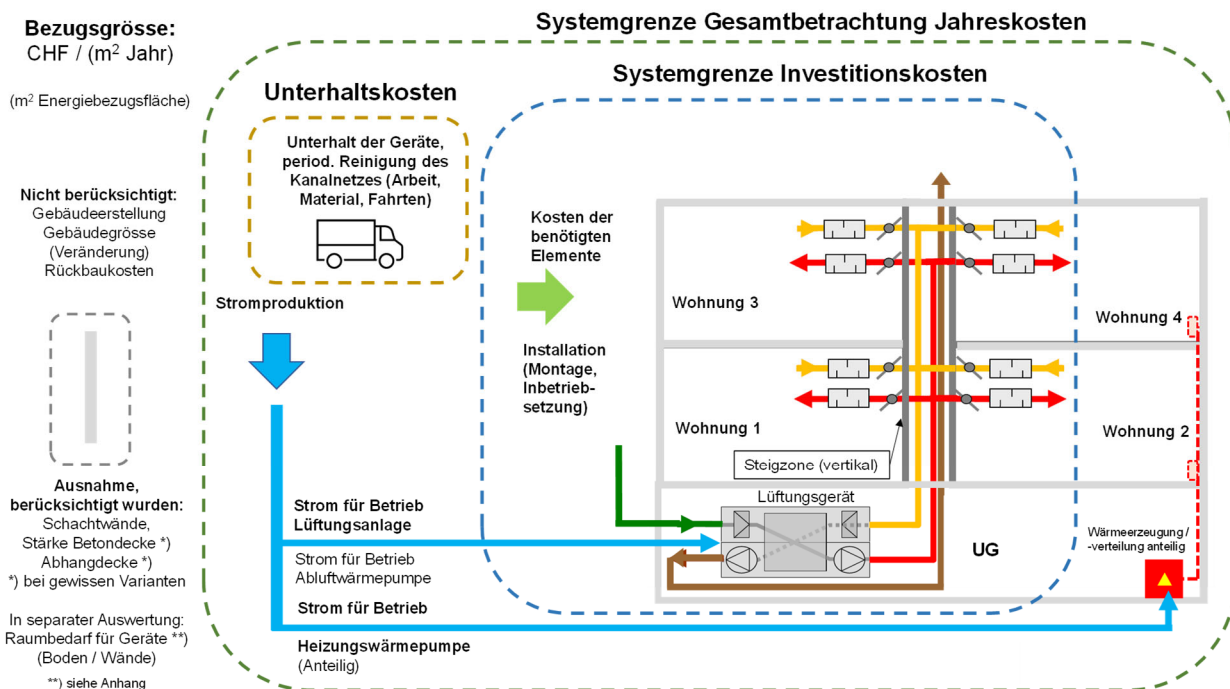 Bezugsgrösse:
CHF / (m² Jahr)
(m² Energiebezugsfläche)
Nicht berücksichtigt:
Gebäudeerstellung
Gebäudegrösse
(Veränderung)
Rückbaukosten
Ausnahme,
berücksichtigt wurden:
Schachtwände,
Stärke Betondecke *)
Abhangdecke *)
*) bei gewissen Varianten
In separater Auswertung:
Raumbedarf für Geräte **)
(Boden / Wände)
**) siehe Anhang
Systemgrenze Gesamtbetrachtung Jahreskosten
Systemgrenze Investitionskosten
Unterhaltskosten
Unterhalt der Geräte,
period. Reinigung des
Kanalnetzes (Arbeit,
Material, Fahrten)
Stromproduktion
Kosten der
benötigten
Elemente
Installation
(Montage,
Inbetrieb-
setzung)
Wohnung 3
Wohnung 4
Wohnung 1
Wohnung 2
Steigzone (vertikal)
Lüftungsgerät
UG
Wärmeerzeugung /
-verteilung anteilig
Strom für Betrieb
Lüftungsanlage
Strom für Betrieb
Abluftwärmepumpe
Strom für Betrieb
Heizungswärmepumpe
(Anteilig)